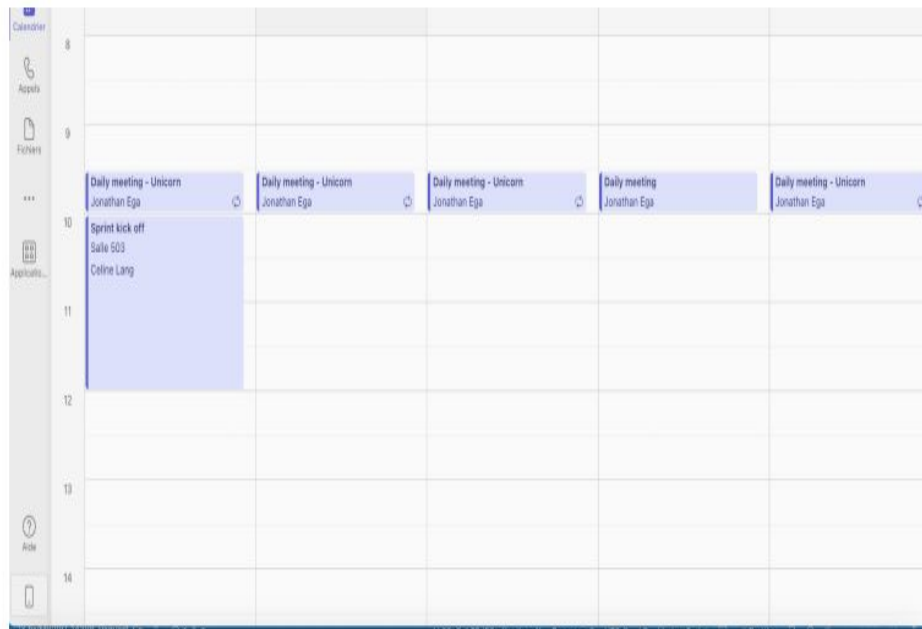 Calendrier
Appels
Fichiers
...
Applicatio...
Aide
8
9
10
11
12
13
14
Daily meeting - Unicorn
Jonathan Ega
Sprint kick off
Salle 503
Celine Lang
Daily meeting - Unicorn
Jonathan Ega
Daily meeting - Unicorn
Jonathan Ega
Daily meeting
Jonathan Ega
Daily meeting - Unicorn
Jonathan Ega